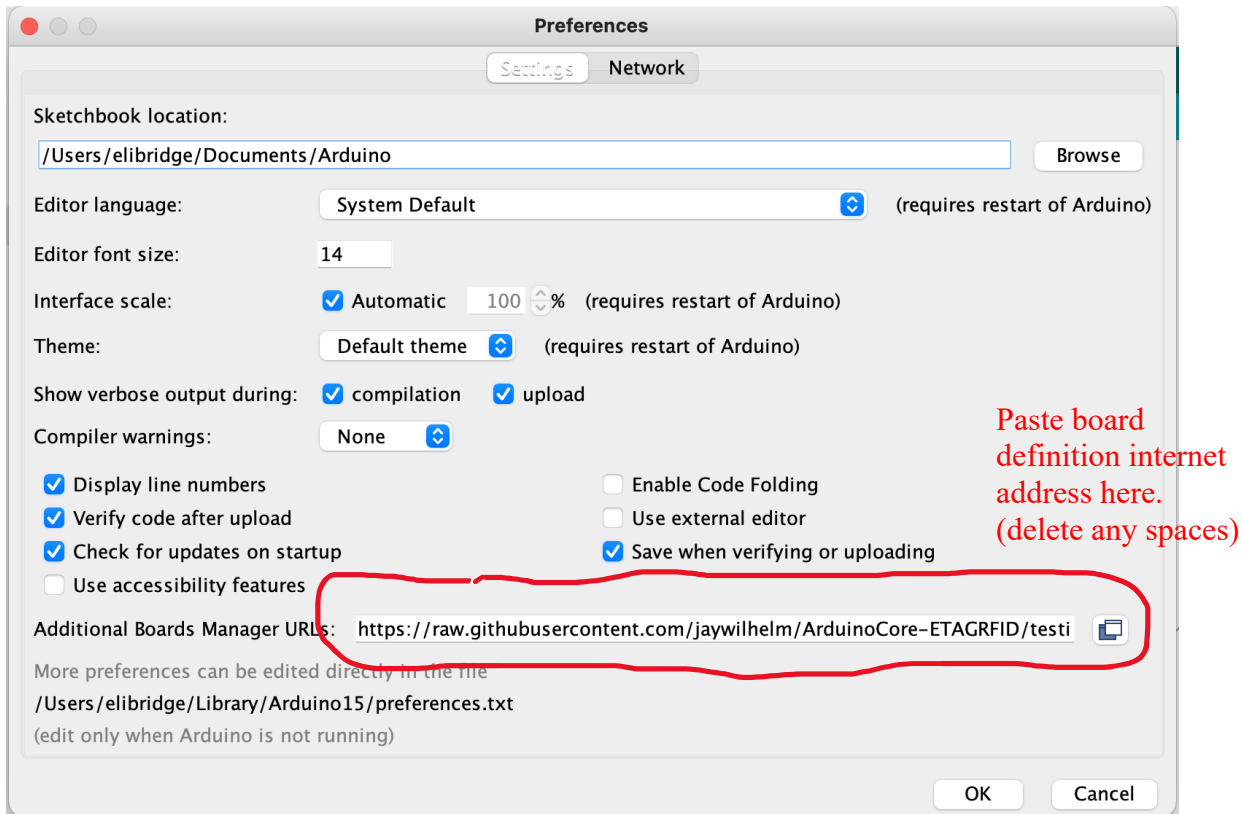 Preferences
Settings Network
Sketchbook location:
/Users/elibridge/Documents/Arduino Browse
Editor language: System Default (requires restart of Arduino)
Editor font size: 14
Interface scale: Automatic 100 % (requires restart of Arduino)
Theme: Default theme (requires restart of Arduino)
Show verbose output during: compilation upload
Compiler warnings: None
Display line numbers Enable Code Folding
Verify code after upload Use external editor
Check for updates on startup Save when verifying or uploading
Use accessibility features
Paste board
definition internet
address here.
(delete any spaces)
Additional Boards Manager URLs: https://raw.githubusercontent.com/jaywilhelm/ArduinoCore-ETAGRFID/testi
More preferences can be edited directly in the file
/Users/elibridge/Library/Arduino15/preferences.txt
(edit only when Arduino is not running)
OK Cancel